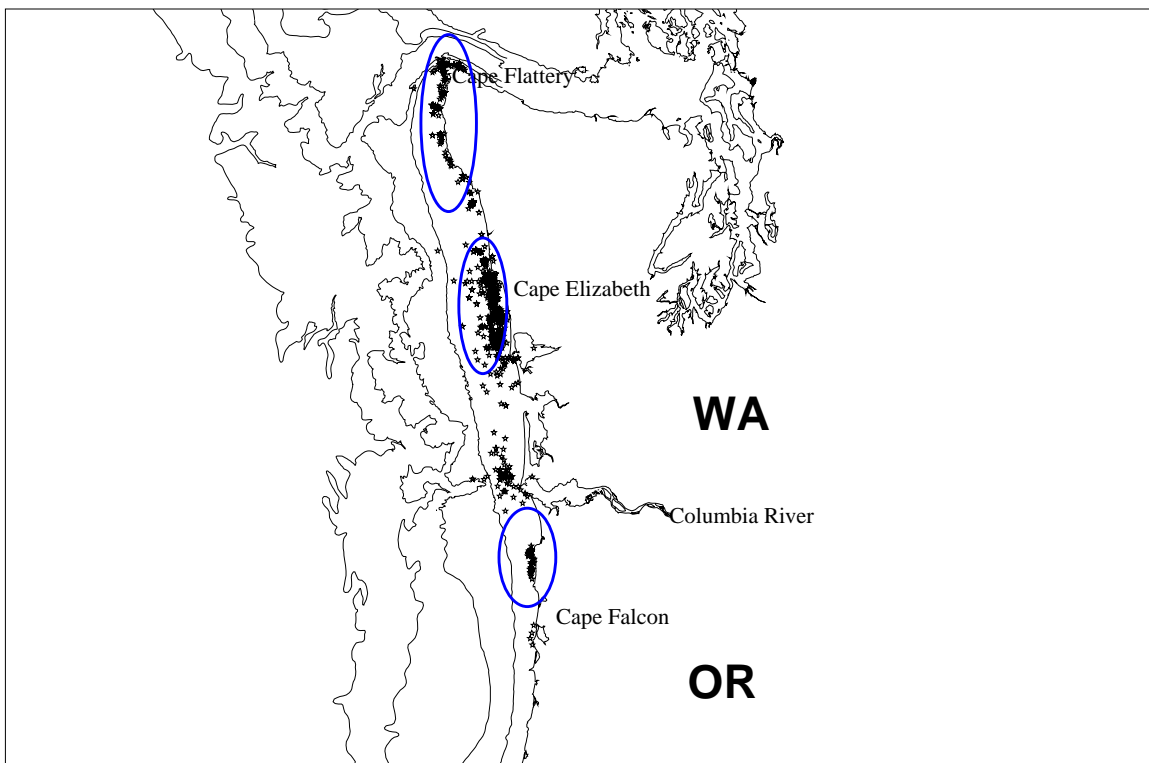 Cape Flattery
Cape Elizabeth
WA
Columbia River
Cape Falcon
OR